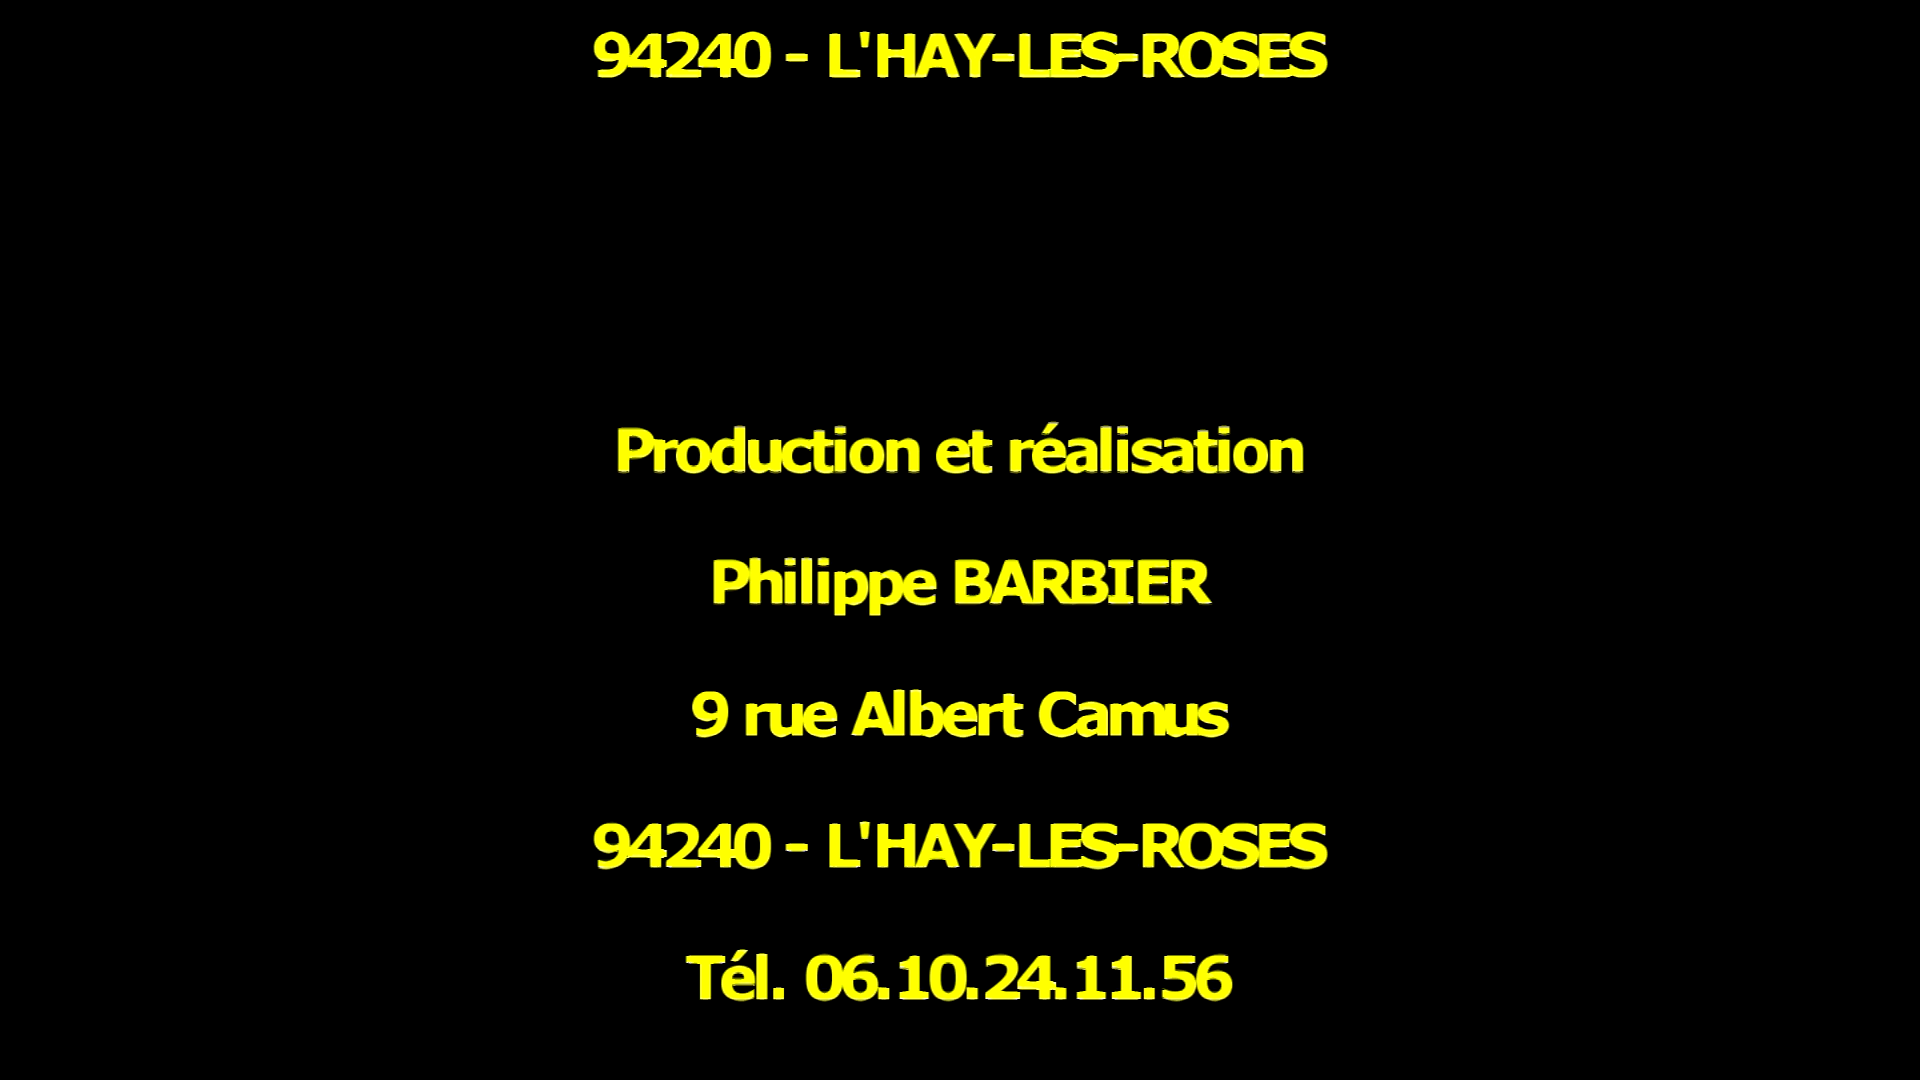 94240 - L'HAY-LES-ROSES
Production et réalisation
Philippe BARBIER
9 rue Albert Camus
94240 - L'HAY-LES-ROSES
Tél. 06.10.24.11.56